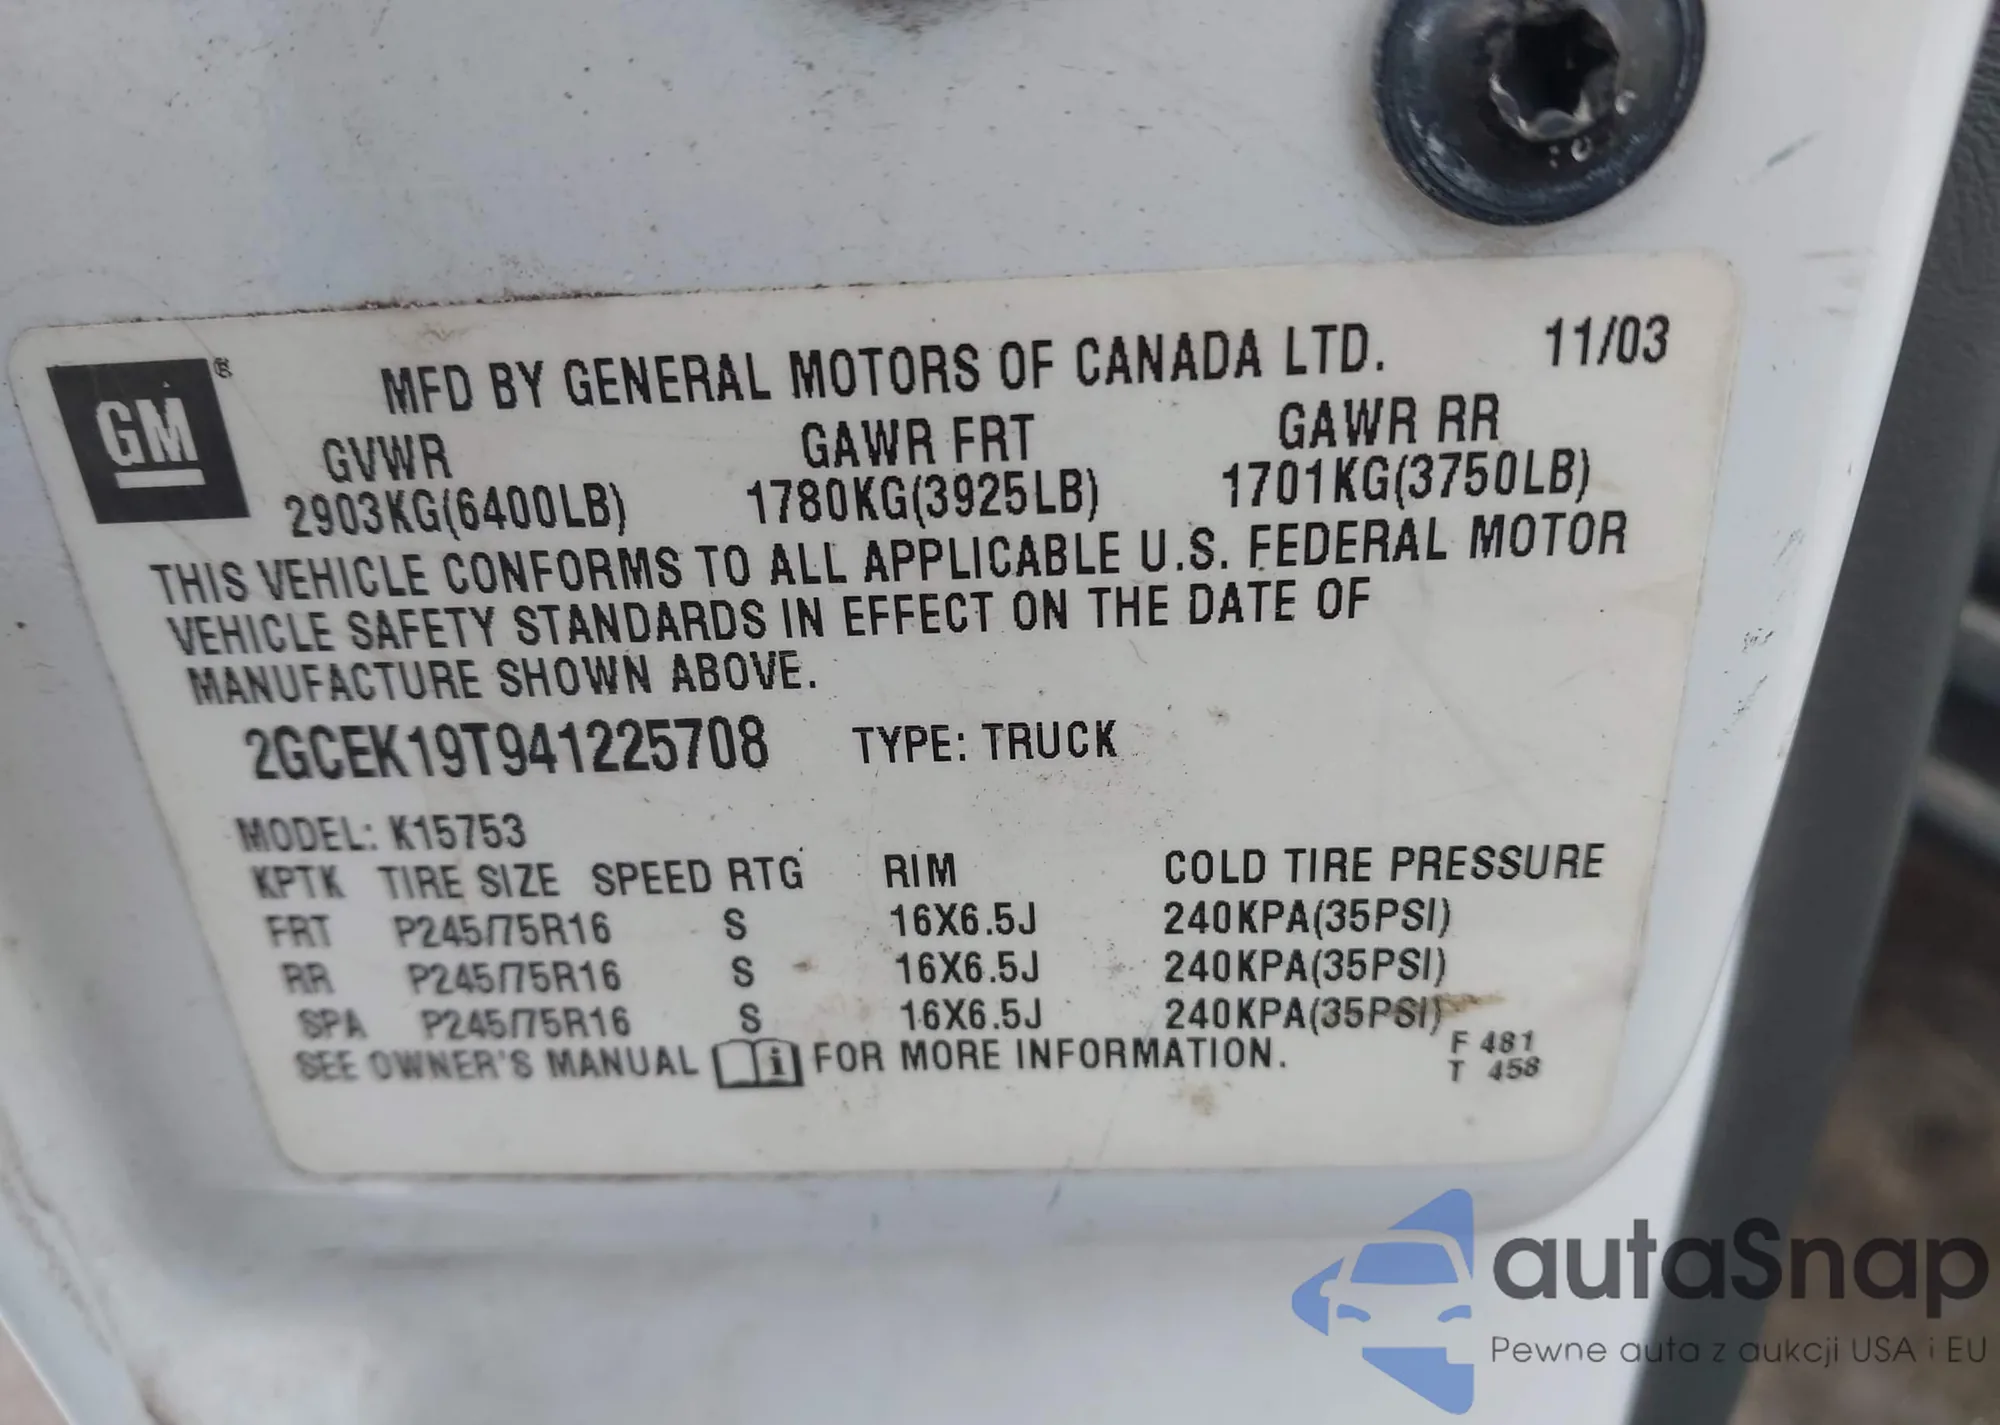 GM ®
MFD BY GENERAL MOTORS OF CANADA LTD. 11/03
GVWR GAWR FRT GAWR RR
2903KG(6400LB) 1780KG(3925LB) 1701KG(3750LB)
THIS VEHICLE CONFORMS TO ALL APPLICABLE U.S. FEDERAL MOTOR
VEHICLE SAFETY STANDARDS IN EFFECT ON THE DATE OF
MANUFACTURE SHOWN ABOVE.
2GCEK19T941225708 TYPE: TRUCK
MODEL: K15753
KPTK TIRE SIZE SPEED RTG RIM COLD TIRE PRESSURE
FRT P245/75R16 S 16X6.5J 240KPA(35PSI)
RR P245/75R16 S 16X6.5J 240KPA(35PSI)
SPA P245/75R16 S 16X6.5J 240KPA(35PSI)
SEE OWNER'S MANUAL i FOR MORE INFORMATION. F 481
T 458
autaSnap
Pewne auta z aukcji USA i EU